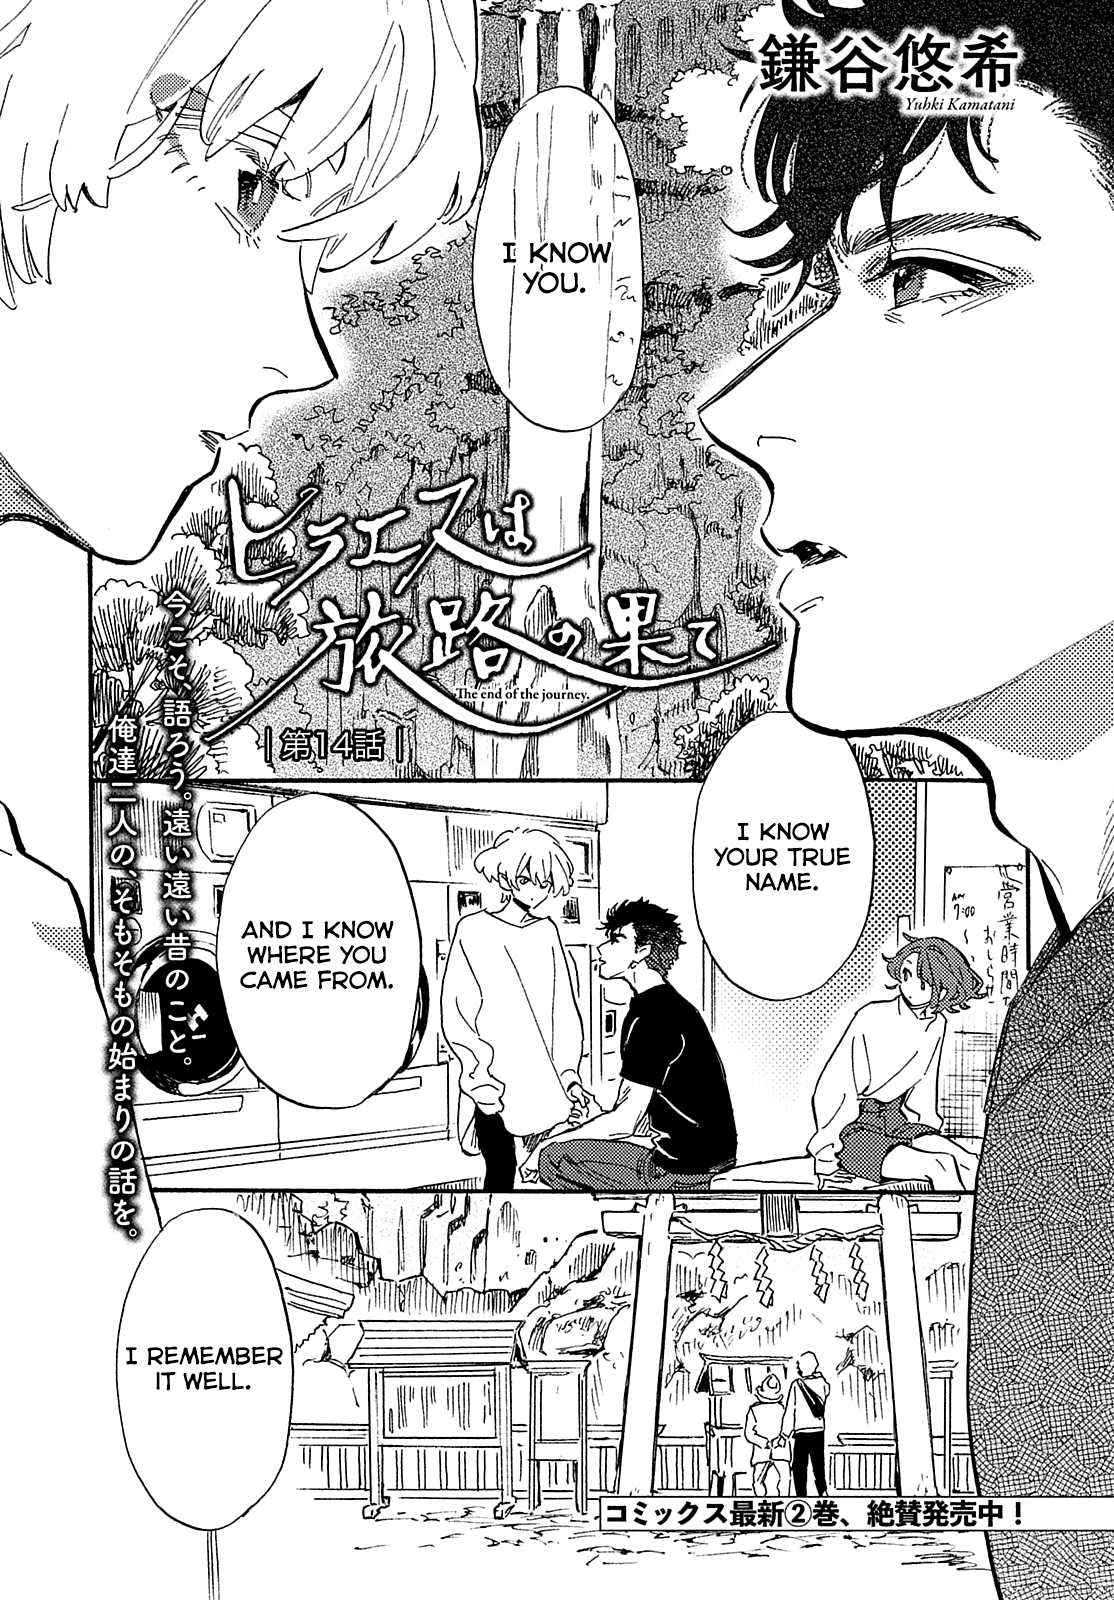 鎌谷悠希
Yuhki Kamatani
I KNOW
YOU.
ヒラエスは
旅路の果て
The end of the journey.
第14話
今こそ、語ろう。遠い遠い昔のこと。
俺達二人の、そもそもの始まりの話を。
I KNOW
YOUR TRUE
NAME.
AND I KNOW
WHERE YOU
CAME FROM.
営業時間
おしらせ
AM
7:00
〜
I REMEMBER
IT WELL.
コミックス最新②巻、絶賛発売中！